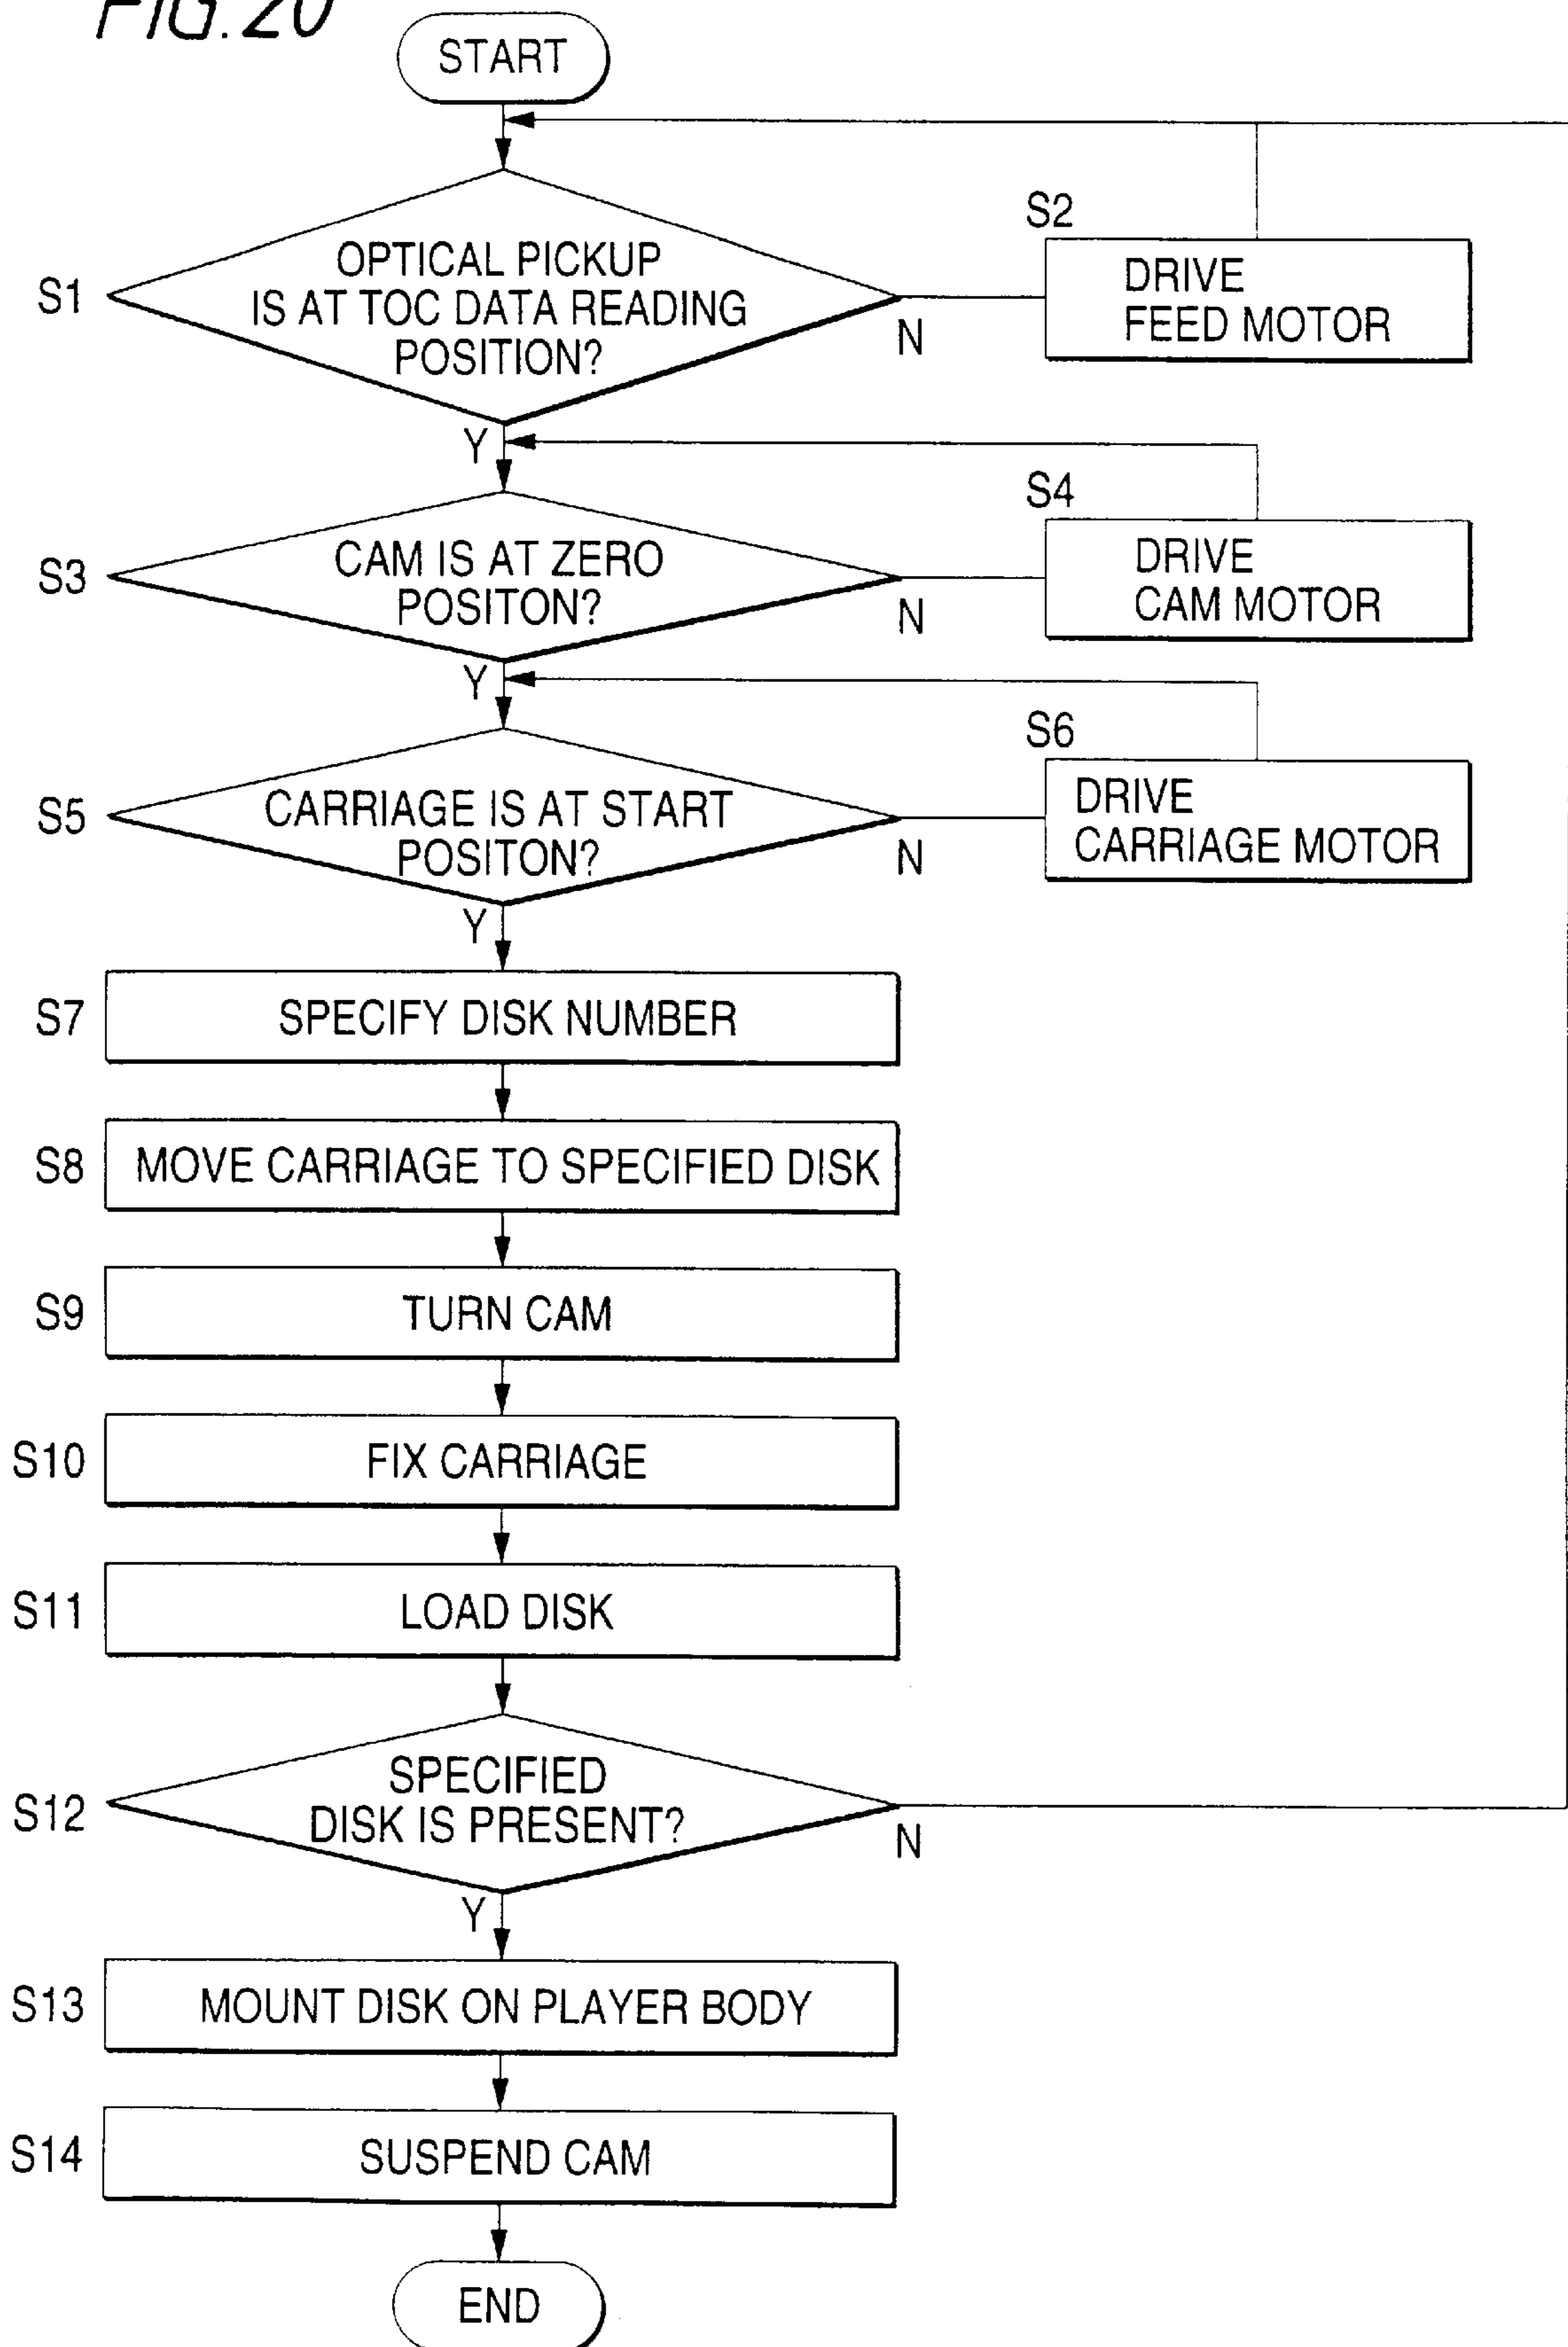 FIG.20
START
S1
OPTICAL PICKUP
IS AT TOC DATA READING
POSITION?
N
S2
DRIVE
FEED MOTOR
Y
S3
CAM IS AT ZERO
POSITON?
N
S4
DRIVE
CAM MOTOR
Y
S5
CARRIAGE IS AT START
POSITON?
N
S6
DRIVE
CARRIAGE MOTOR
Y
S7
SPECIFY DISK NUMBER
S8
MOVE CARRIAGE TO SPECIFIED DISK
S9
TURN CAM
S10
FIX CARRIAGE
S11
LOAD DISK
S12
SPECIFIED
DISK IS PRESENT?
N
Y
S13
MOUNT DISK ON PLAYER BODY
S14
SUSPEND CAM
END